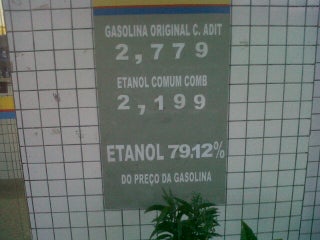 GASOLINA ORIGINAL C. ADIT
2,779
ETANOL COMUM COMB
2,199
ETANOL 79,12%
DO PREÇO DA GASOLINA